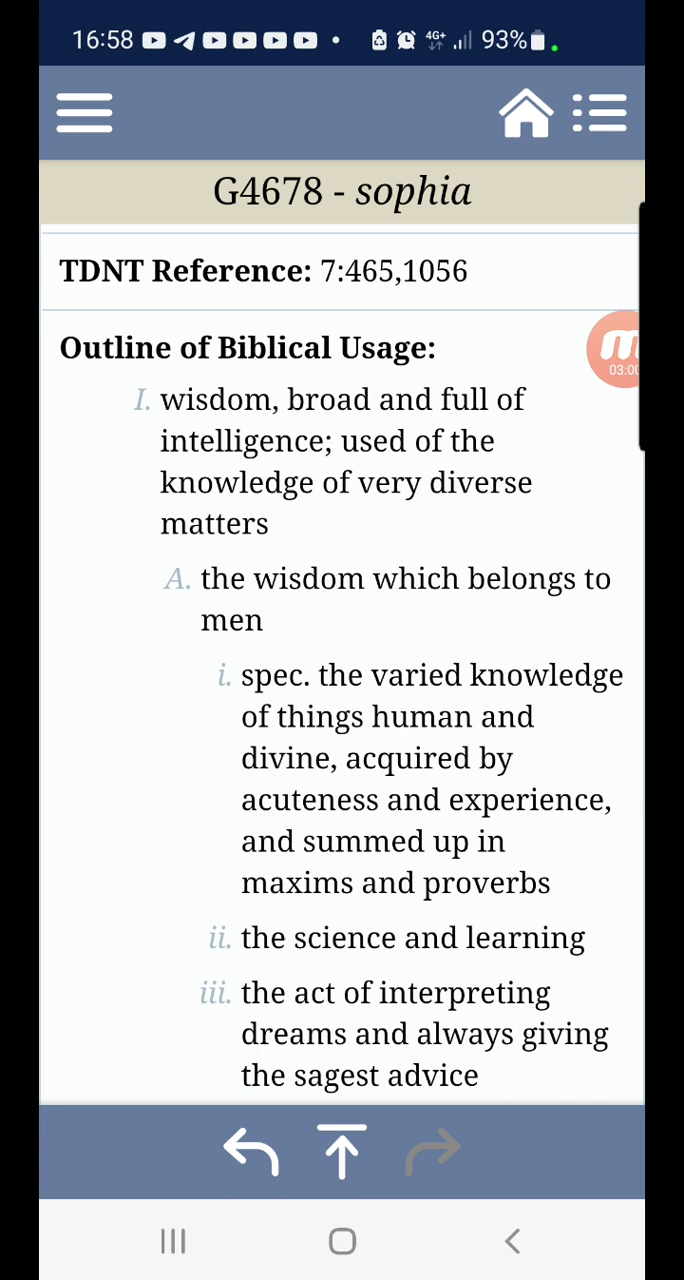 16:58 4G+ 93%
G4678 - sophia
TDNT Reference: 7:465,1056
Outline of Biblical Usage:
I. wisdom, broad and full of
intelligence; used of the
knowledge of very diverse
matters
03:00
A. the wisdom which belongs to
men
i. spec. the varied knowledge
of things human and
divine, acquired by
acuteness and experience,
and summed up in
maxims and proverbs
ii. the science and learning
iii. the act of interpreting
dreams and always giving
the sagest advice